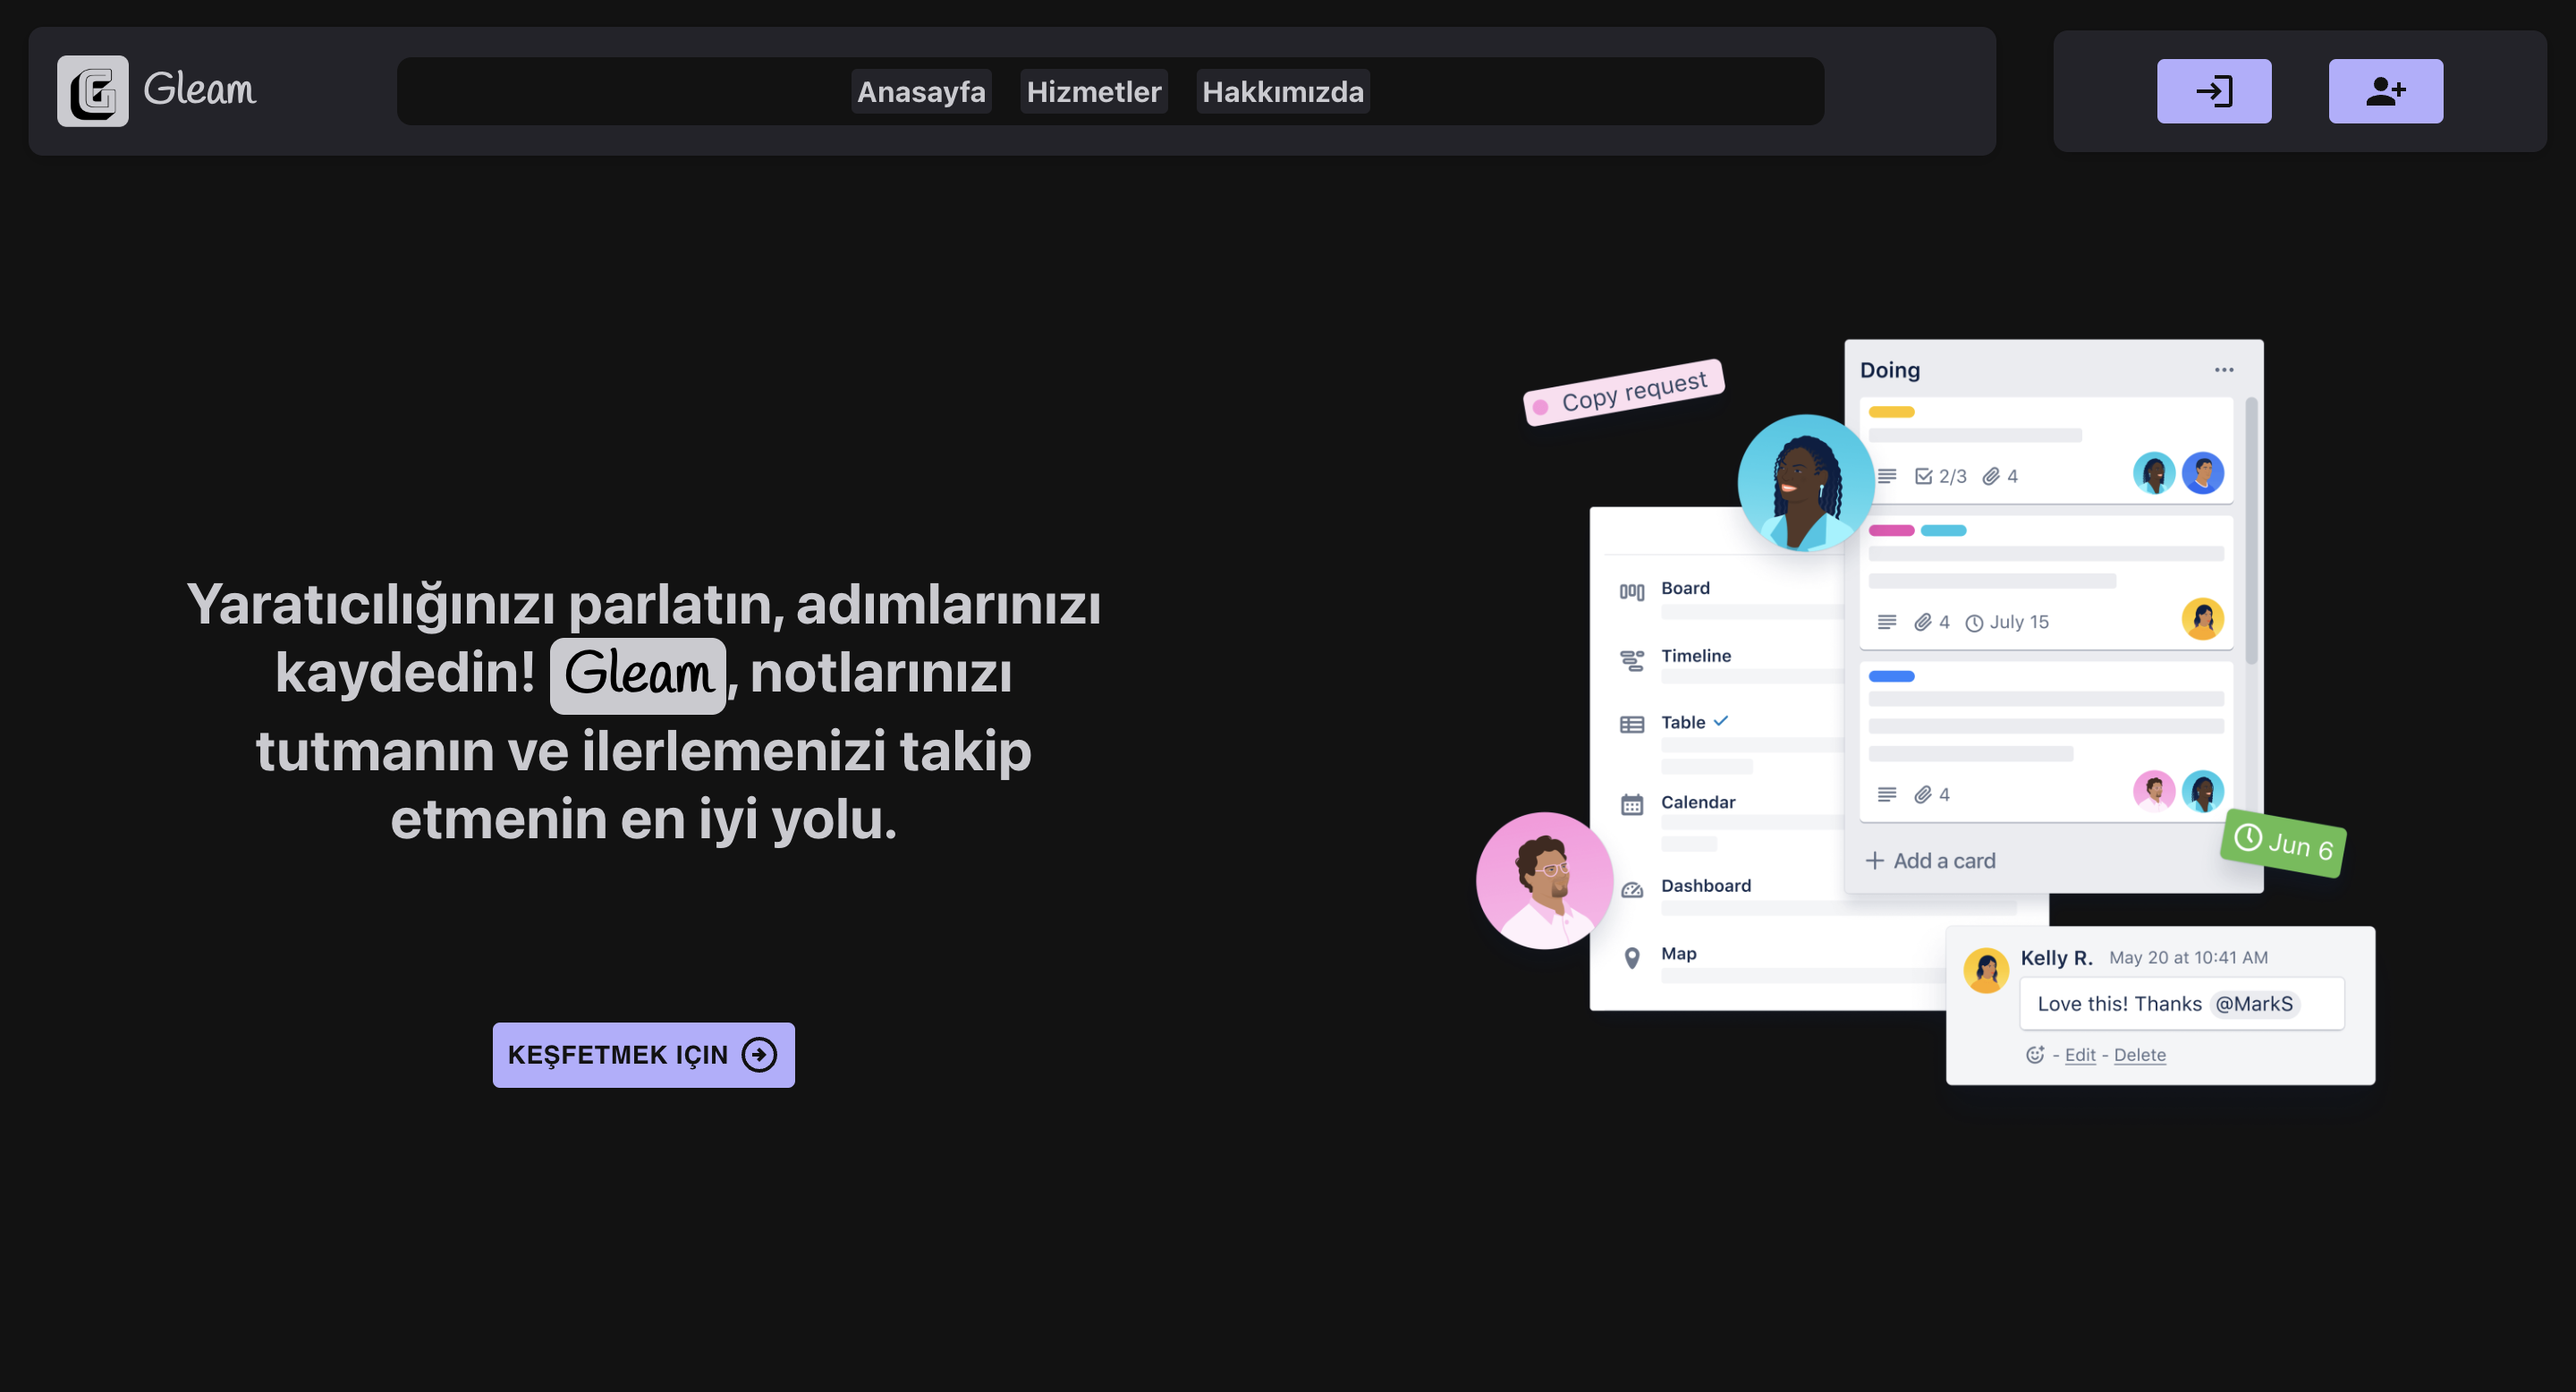 Gleam
Anasayfa Hizmetler Hakkımızda
Yaratıcılığınızı parlatın, adımlarınızı
kaydedin! Gleam, notlarınızı
tutmanın ve ilerlemenizi takip
etmenin en iyi yolu.
KEŞFETMEK IÇIN
Copy request
Doing
2/3 4
4 July 15
4
+ Add a card
Jun 6
Board
Timeline
Table
Calendar
Dashboard
Map
Kelly R. May 20 at 10:41 AM
Love this! Thanks @MarkS
- Edit - Delete